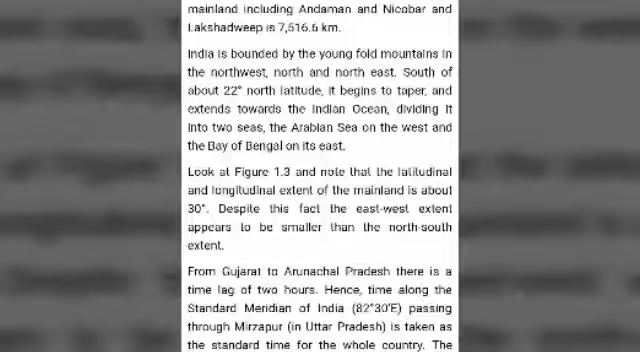 mainland including Andaman and Nicobar and
Lakshadweep is 7,516.6 km.
India is bounded by the young fold mountains in
the northwest, north and north east. South of
about 22° north latitude, it begins to taper, and
extends towards the Indian Ocean, dividing it
into two seas, the Arabian Sea on the west and
the Bay of Bengal on its east.
Look at Figure 1.3 and note that the latitudinal
and longitudinal extent of the mainland is about
30°. Despite this fact the east-west extent
appears to be smaller than the north-south
extent.
From Gujarat to Arunachal Pradesh there is a
time lag of two hours. Hence, time along the
Standard Meridian of India (82°30'E) passing
through Mirzapur (in Uttar Pradesh) is taken as
the standard time for the whole country. The